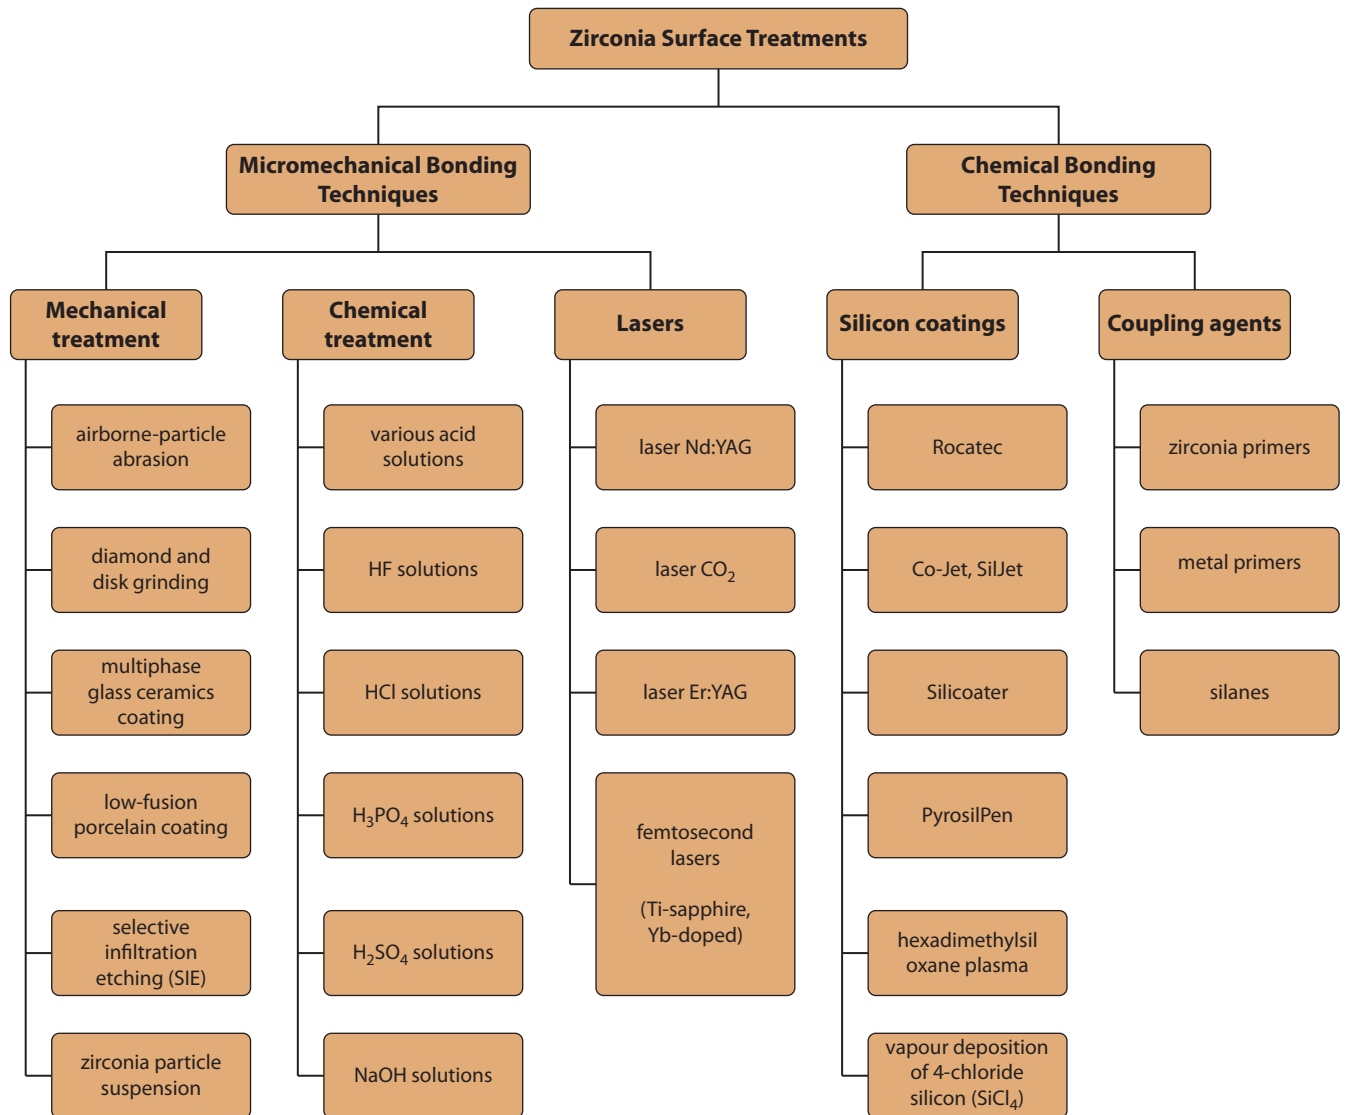 Zirconia Surface Treatments
Micromechanical Bonding
Techniques
Chemical Bonding
Techniques
Mechanical
treatment
Chemical
treatment
Lasers
Silicon coatings
Coupling agents
airborne-particle
abrasion
diamond and
disk grinding
multiphase
glass ceramics
coating
low-fusion
porcelain coating
selective
infiltration
etching (SIE)
zirconia particle
suspension
various acid
solutions
HF solutions
HCl solutions
H₃PO₄ solutions
H₂SO₄ solutions
NaOH solutions
laser Nd:YAG
laser CO₂
laser Er:YAG
femtosecond
lasers
(Ti-sapphire,
Yb-doped)
Rocatec
Co-Jet, SilJet
Silicoater
PyrosilPen
hexadimethylsil
oxane plasma
vapour deposition
of 4-chloride
silicon (SiCl₄)
zirconia primers
metal primers
silanes